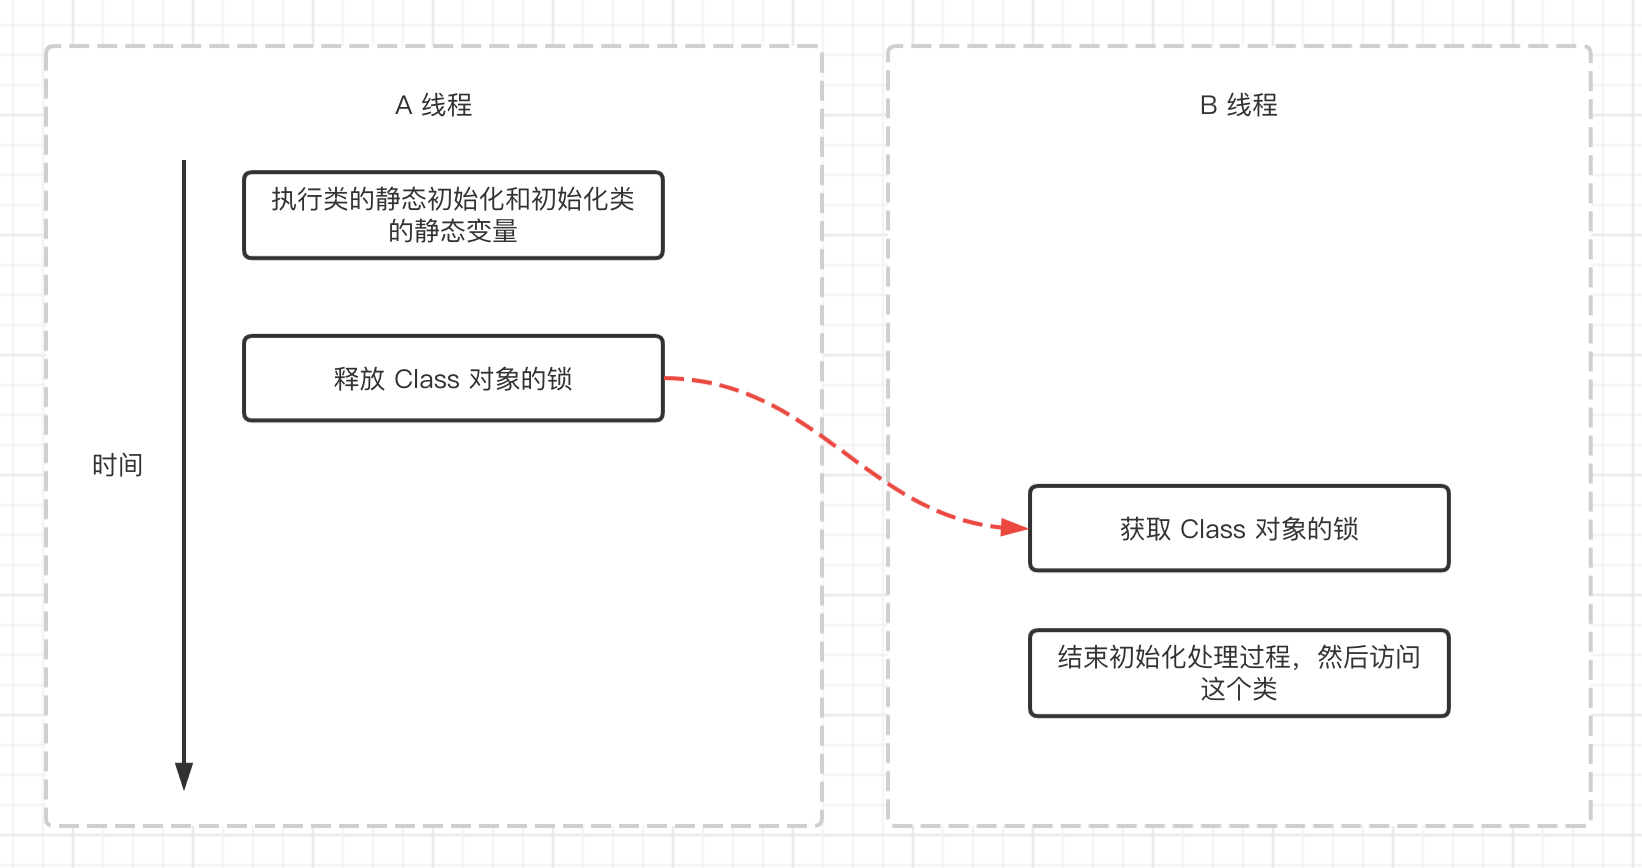 A 线程
执行类的静态初始化和初始化类
的静态变量
释放 Class 对象的锁
时间
B 线程
获取 Class 对象的锁
结束初始化处理过程，然后访问
这个类